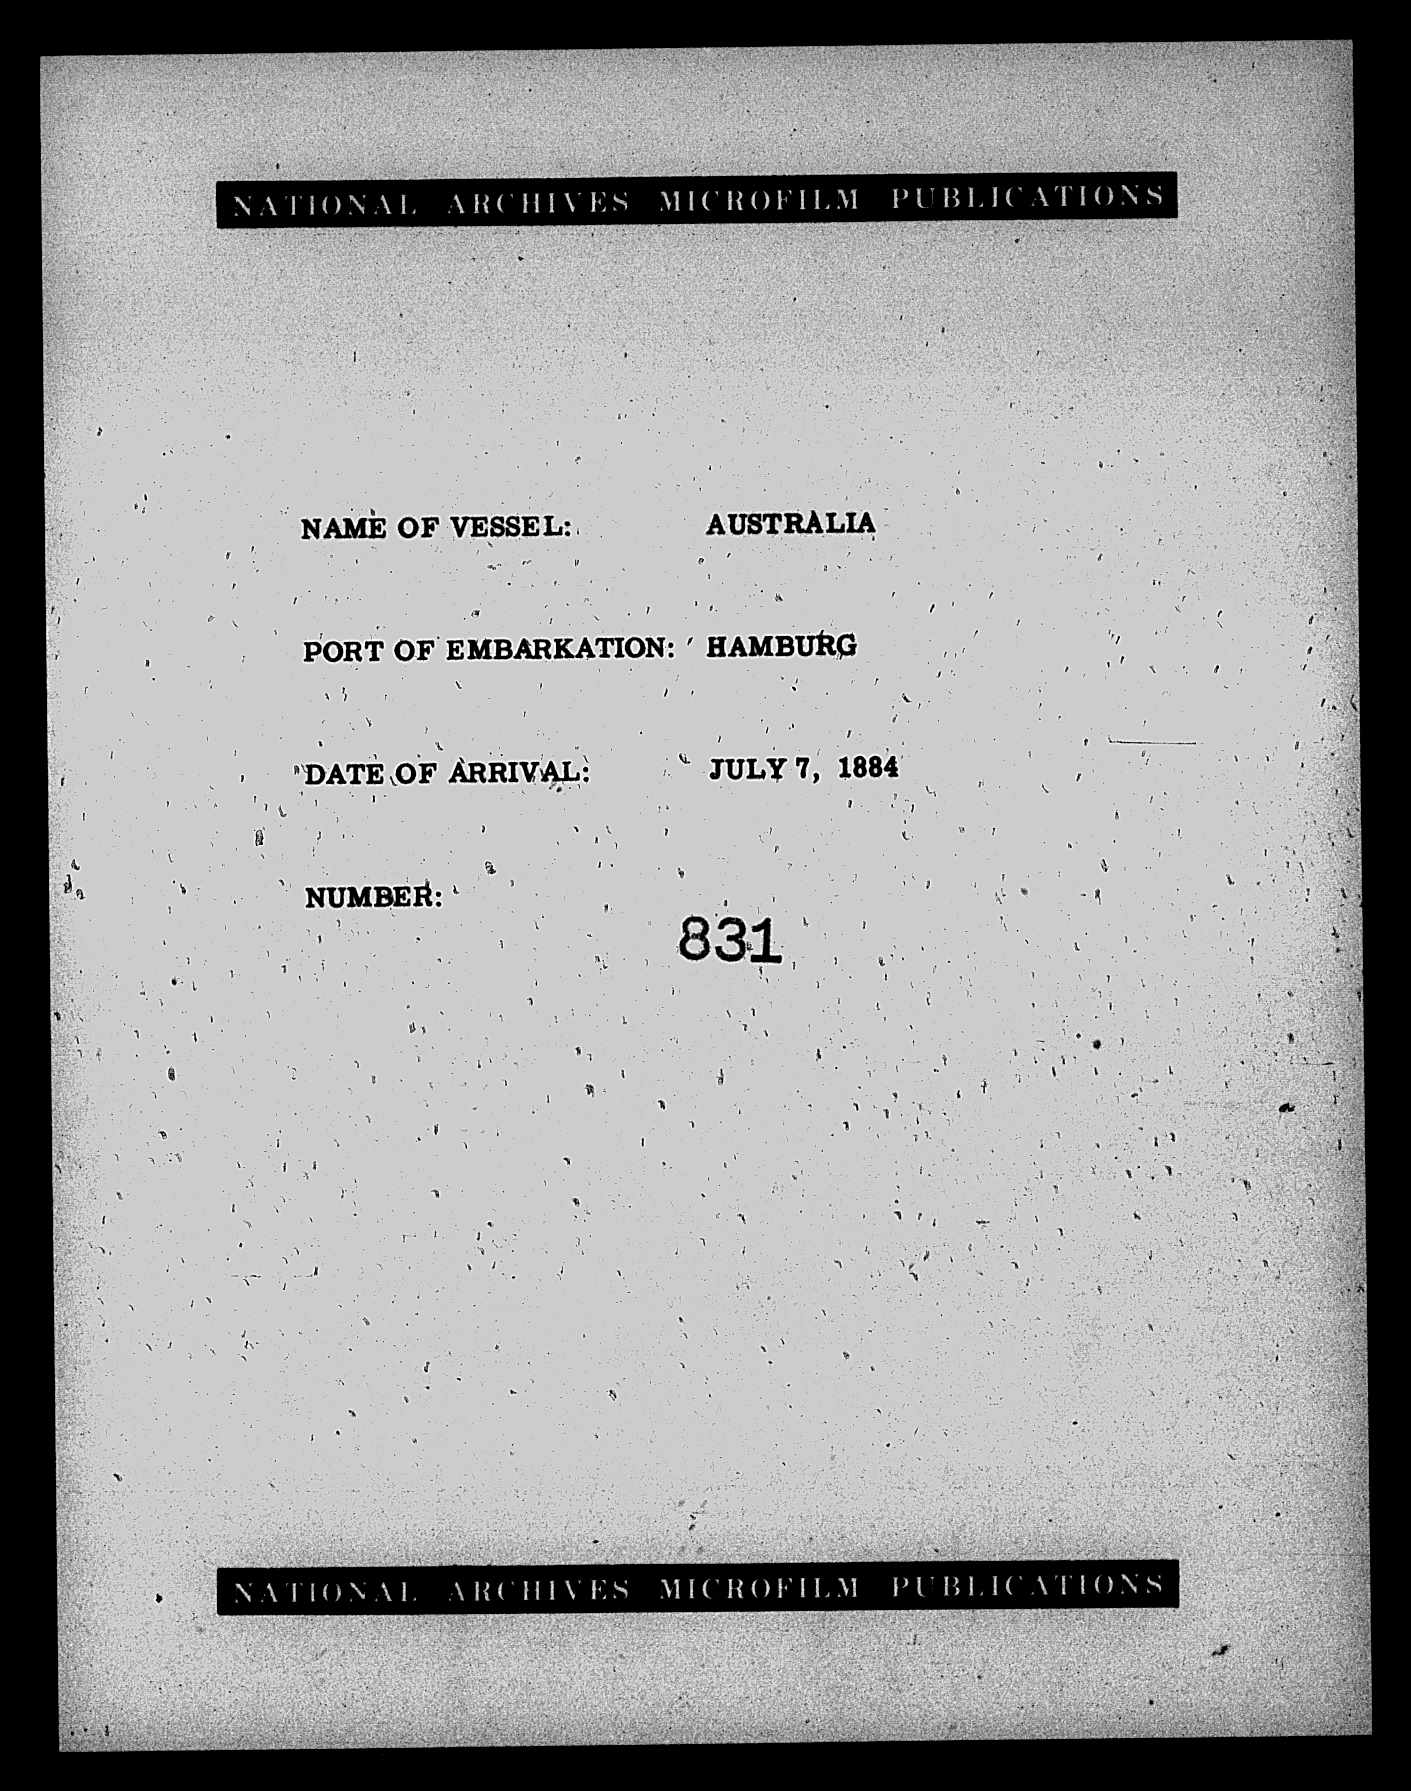 NATIONAL ARCHIVES MICROFILM PUBLICATIONS
NAME OF VESSEL: AUSTRALIA
PORT OF EMBARKATION: HAMBURG
DATE OF ARRIVAL: JULY 7, 1884
NUMBER:
831
NATIONAL ARCHIVES MICROFILM PUBLICATIONS